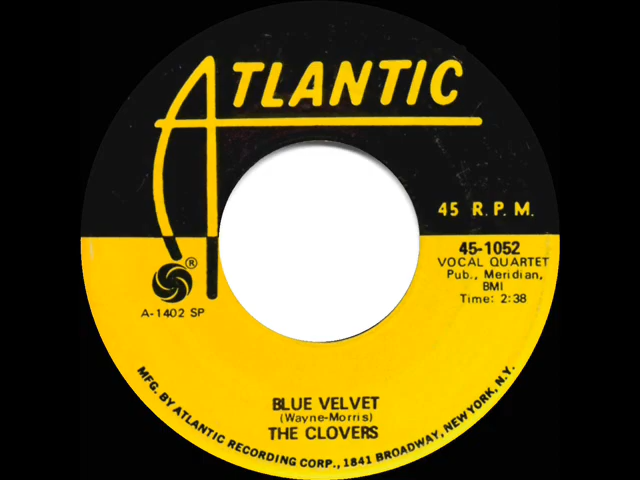 ATLANTIC
45 R.P.M.
45-1052
VOCAL QUARTET
Pub., Meridian,
BMI
Time: 2:38
®
A-1402 SP
BLUE VELVET
(Wayne-Morris)
THE CLOVERS
MFG. BY ATLANTIC RECORDING CORP., 1841 BROADWAY, NEW YORK, N.Y.